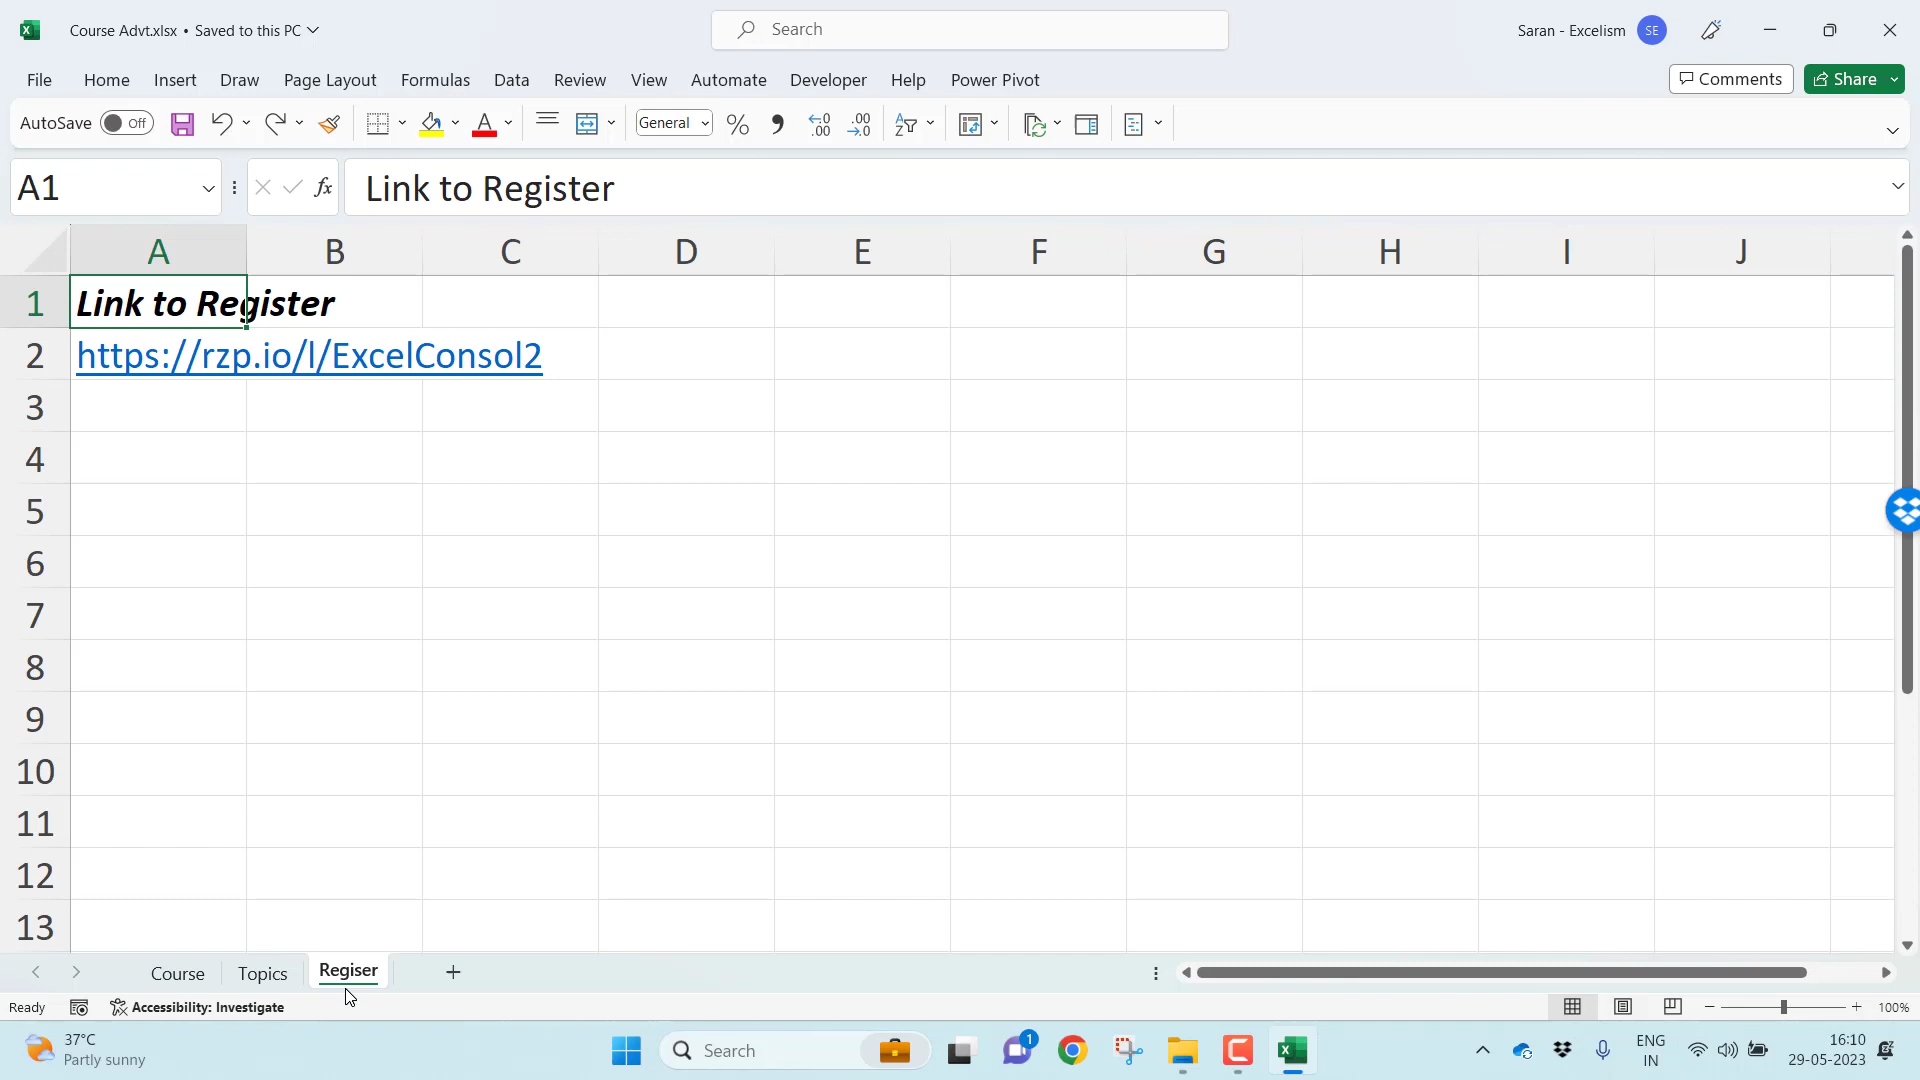 Course Advt.xlsx • Saved to this PC
Search
Saran - Excelism
SE
File Home Insert Draw Page Layout Formulas Data Review View Automate Developer Help Power Pivot
Comments
Share
AutoSave Off
General
A1
fx
Link to Register
A B C D E F G H I J
1 Link to Register
2 https://rzp.io/l/ExcelConsol2
3
4
5
6
7
8
9
10
11
12
13
Course Topics Regiser
Ready
Accessibility: Investigate
100%
37°C
Partly sunny
Search
1
ENG
IN
16:10
29-05-2023